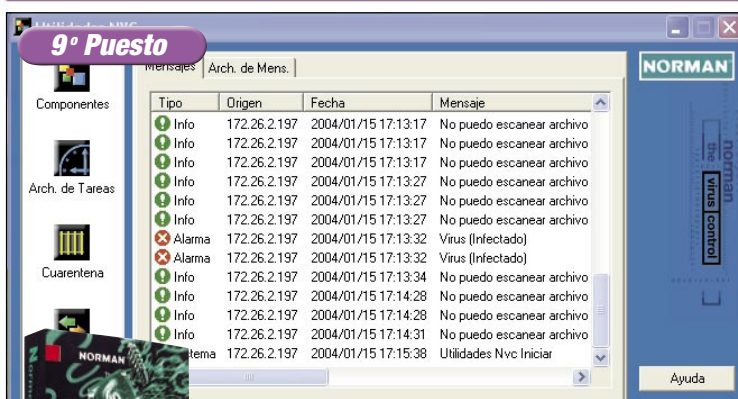 9º Puesto
Mensajes Arch. de Mens.
NORMAN
Componentes
Arch. de Tareas
Cuarentena
Tipo Origen Fecha Mensaje
Info 172.26.2.197 2004/01/15 17:13:17 No puedo escanear archivo
Info 172.26.2.197 2004/01/15 17:13:17 No puedo escanear archivo
Info 172.26.2.197 2004/01/15 17:13:17 No puedo escanear archivo
Info 172.26.2.197 2004/01/15 17:13:27 No puedo escanear archivo
Info 172.26.2.197 2004/01/15 17:13:27 No puedo escanear archivo
Info 172.26.2.197 2004/01/15 17:13:27 No puedo escanear archivo
Alarma 172.26.2.197 2004/01/15 17:13:32 Virus (Infectado)
Alarma 172.26.2.197 2004/01/15 17:13:32 Virus (Infectado)
Info 172.26.2.197 2004/01/15 17:13:34 No puedo escanear archivo
Info 172.26.2.197 2004/01/15 17:14:28 No puedo escanear archivo
Info 172.26.2.197 2004/01/15 17:14:28 No puedo escanear archivo
Info 172.26.2.197 2004/01/15 17:14:31 No puedo escanear archivo
tema 172.26.2.197 2004/01/15 17:15:38 Utilidades Nvc Iniciar
norman
the virus control
NORMAN
Ayuda